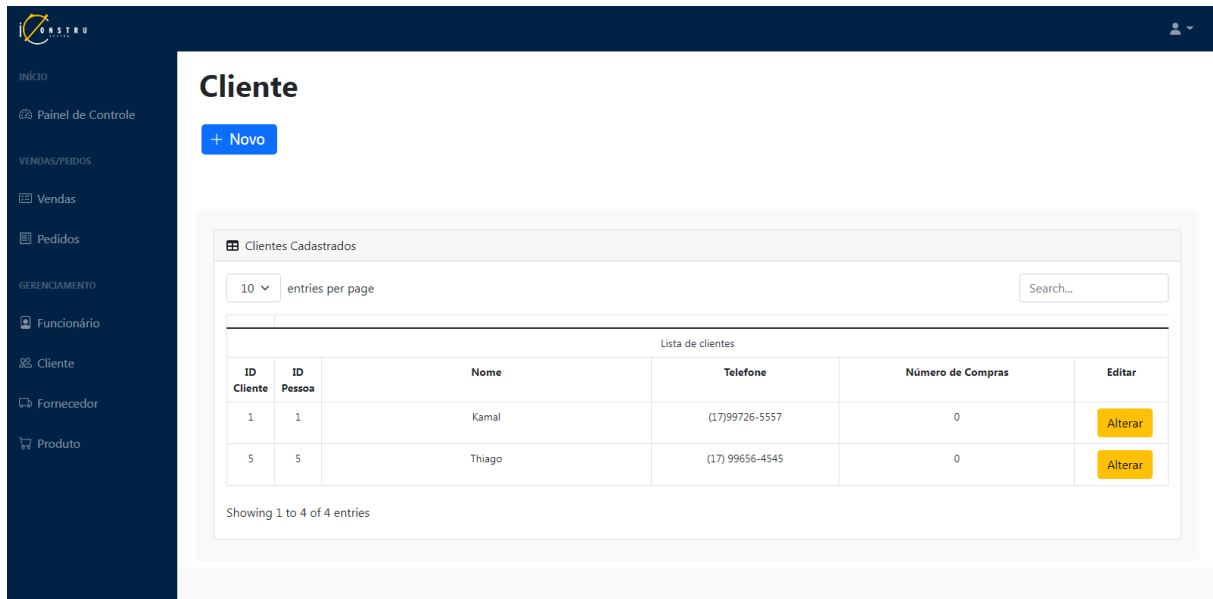 iCONSTRU
INÍCIO
Painel de Controle
VENDAS/PEIDOS
Vendas
Pedidos
GERENCIAMENTO
Funcionário
Cliente
Fornecedor
Produto
Cliente
+ Novo
Clientes Cadastrados
10 entries per page
Search...
Lista de clientes
ID Cliente ID Pessoa Nome Telefone Número de Compras Editar
1 1 Kamal (17)99726-5557 0 Alterar
5 5 Thiago (17) 99656-4545 0 Alterar
Showing 1 to 4 of 4 entries